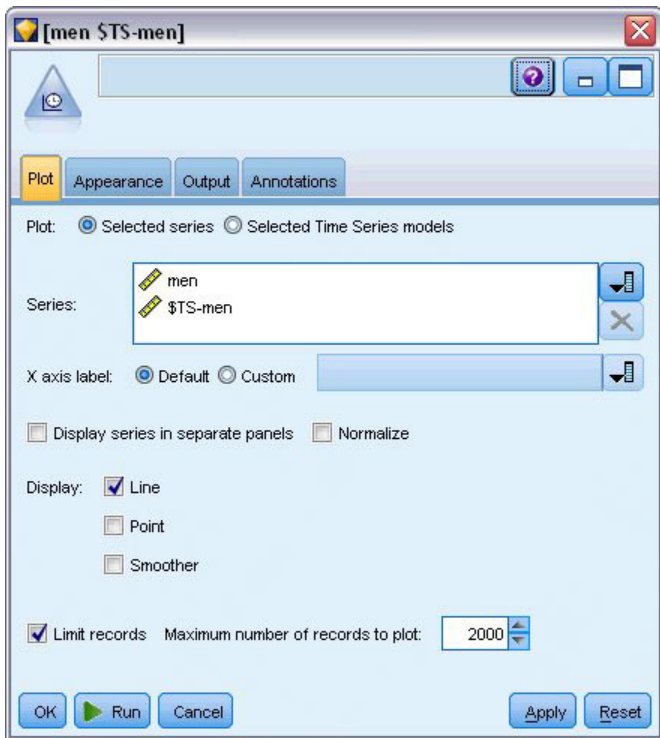 [men $TS-men]
Plot Appearance Output Annotations
Plot: Selected series Selected Time Series models
Series:
men
$TS-men
X axis label: Default Custom
Display series in separate panels Normalize
Display: Line
Point
Smoother
Limit records Maximum number of records to plot: 2000
OK Run Cancel Apply Reset